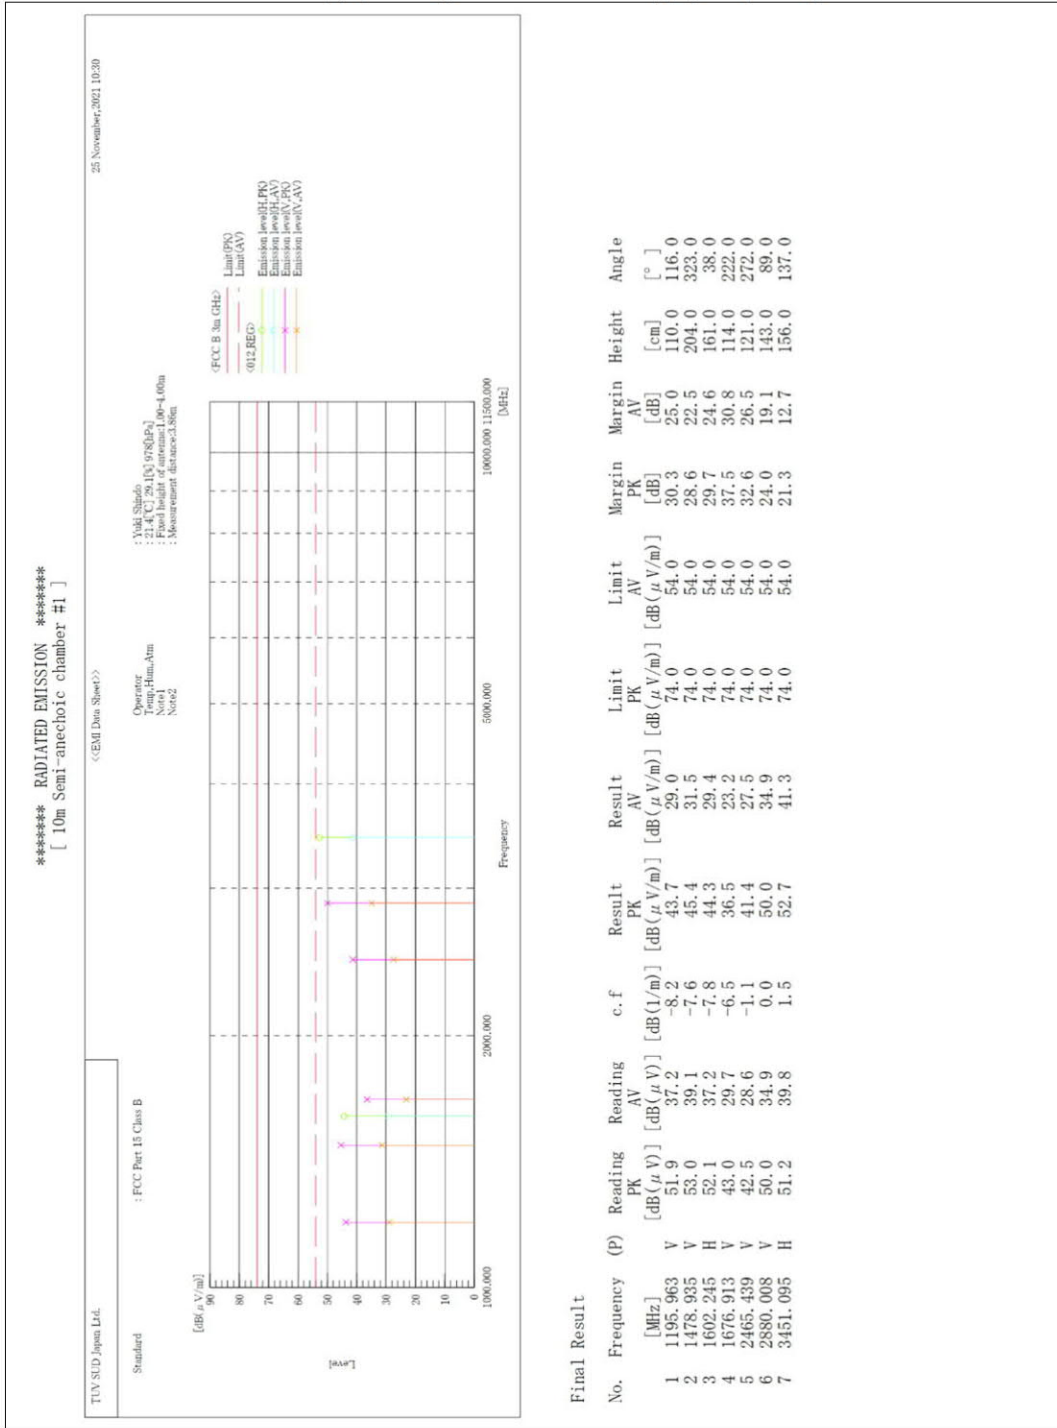 ******* RADIATED EMISSION *******
[ 10m Semi-anechoic chamber #1 ]
TUV SUD Japan Ltd.
<<EMI Data Sheet>>
25 November,2021 10:30
Standard : FCC Part 15 Class B
Operator : Yuki Shindo
Temp,Hum,Atm : 21.4[℃] 29.1[%] 978[hPa]
Note1 : Fixed height of antenna:1.00-4.00m
Note2 : Measurement distance:3.86m
<FCC B 3m GHz>
Limit(PK)
Limit(AV)
<012.REG>
Emission level(H,PK)
Emission level(H,AV)
Emission level(V,PK)
Emission level(V,AV)
[dB(μ V/m)]
90
80
70
60
50
40
30
20
10
0
Level
1000.000 2000.000 5000.000 10000.000 11500.000
[MHz]
Frequency
Final Result
No. Frequency (P) Reading Reading c.f Result Result Limit Limit Margin Margin Height Angle
PK AV PK AV PK AV PK AV
[MHz] [dB(μ V)] [dB(μ V)] [dB(1/m)] [dB(μ V/m)] [dB(μ V/m)] [dB(μ V/m)] [dB(μ V/m)] [dB] [dB] [cm] [° ]
1 1195.963 V 51.9 37.2 -8.2 43.7 29.0 74.0 54.0 30.3 25.0 110.0 116.0
2 1478.935 V 53.0 39.1 -7.6 45.4 31.5 74.0 54.0 28.6 22.5 204.0 323.0
3 1602.245 H 52.1 37.2 -7.8 44.3 29.4 74.0 54.0 29.7 24.6 161.0 38.0
4 1676.913 V 43.0 29.7 -6.5 36.5 23.2 74.0 54.0 37.5 30.8 114.0 222.0
5 2465.439 V 42.5 28.6 -1.1 41.4 27.5 74.0 54.0 32.6 26.5 121.0 272.0
6 2880.008 V 50.0 34.9 0.0 50.0 34.9 74.0 54.0 24.0 19.1 143.0 89.0
7 3451.095 H 51.2 39.8 1.5 52.7 41.3 74.0 54.0 21.3 12.7 156.0 137.0